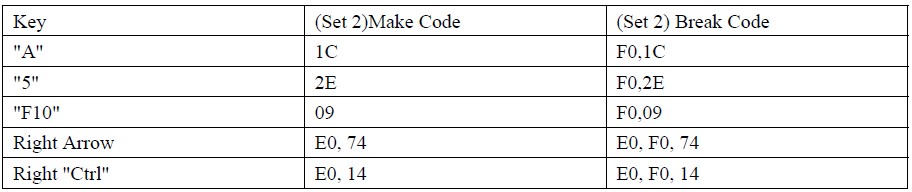 Key (Set 2)Make Code (Set 2) Break Code
"A" 1C F0,1C
"5" 2E F0,2E
"F10" 09 F0,09
Right Arrow E0, 74 E0, F0, 74
Right "Ctrl" E0, 14 E0, F0, 14